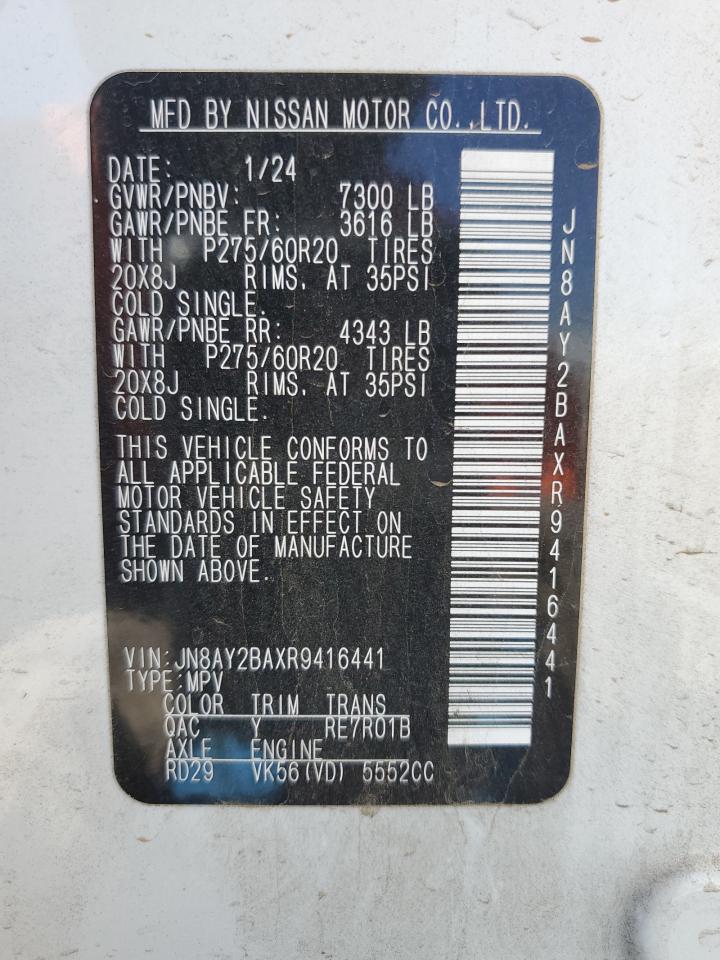 MFD BY NISSAN MOTOR CO.,LTD.
DATE: 1/24
GVWR/PNBV: 7300 LB
GAWR/PNBE FR: 3616 LB
WITH P275/60R20 TIRES
20X8J RIMS, AT 35PSI
COLD SINGLE.
GAWR/PNBE RR: 4343 LB
WITH P275/60R20 TIRES
20X8J RIMS, AT 35PSI
COLD SINGLE.
THIS VEHICLE CONFORMS TO
ALL APPLICABLE FEDERAL
MOTOR VEHICLE SAFETY
STANDARDS IN EFFECT ON
THE DATE OF MANUFACTURE
SHOWN ABOVE.
VIN:JN8AY2BAXR9416441
TYPE:MPV
COLOR TRIM TRANS
QAC Y RE7R01B
AXLE ENGINE
RD29 VK56(VD) 5552CC
JN8AY2BAXR9416441